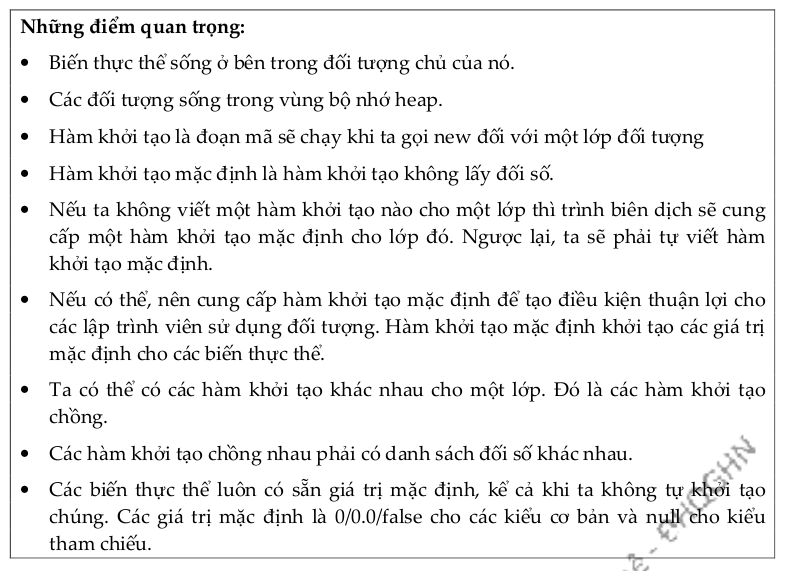 Những điểm quan trọng:
• Biến thực thể sống ở bên trong đối tượng chủ của nó.
• Các đối tượng sống trong vùng bộ nhớ heap.
• Hàm khởi tạo là đoạn mã sẽ chạy khi ta gọi new đối với một lớp đối tượng
• Hàm khởi tạo mặc định là hàm khởi tạo không lấy đối số.
• Nếu ta không viết một hàm khởi tạo nào cho một lớp thì trình biên dịch sẽ cung
cấp một hàm khởi tạo mặc định cho lớp đó. Ngược lại, ta sẽ phải tự viết hàm
khởi tạo mặc định.
• Nếu có thể, nên cung cấp hàm khởi tạo mặc định để tạo điều kiện thuận lợi cho
các lập trình viên sử dụng đối tượng. Hàm khởi tạo mặc định khởi tạo các giá trị
mặc định cho các biến thực thể.
• Ta có thể có các hàm khởi tạo khác nhau cho một lớp. Đó là các hàm khởi tạo
chồng.
• Các hàm khởi tạo chồng nhau phải có danh sách đối số khác nhau.
• Các biến thực thể luôn có sẵn giá trị mặc định, kể cả khi ta không tự khởi tạo
chúng. Các giá trị mặc định là 0/0.0/false cho các kiểu cơ bản và null cho kiểu
tham chiếu.
- ĐHQGHN